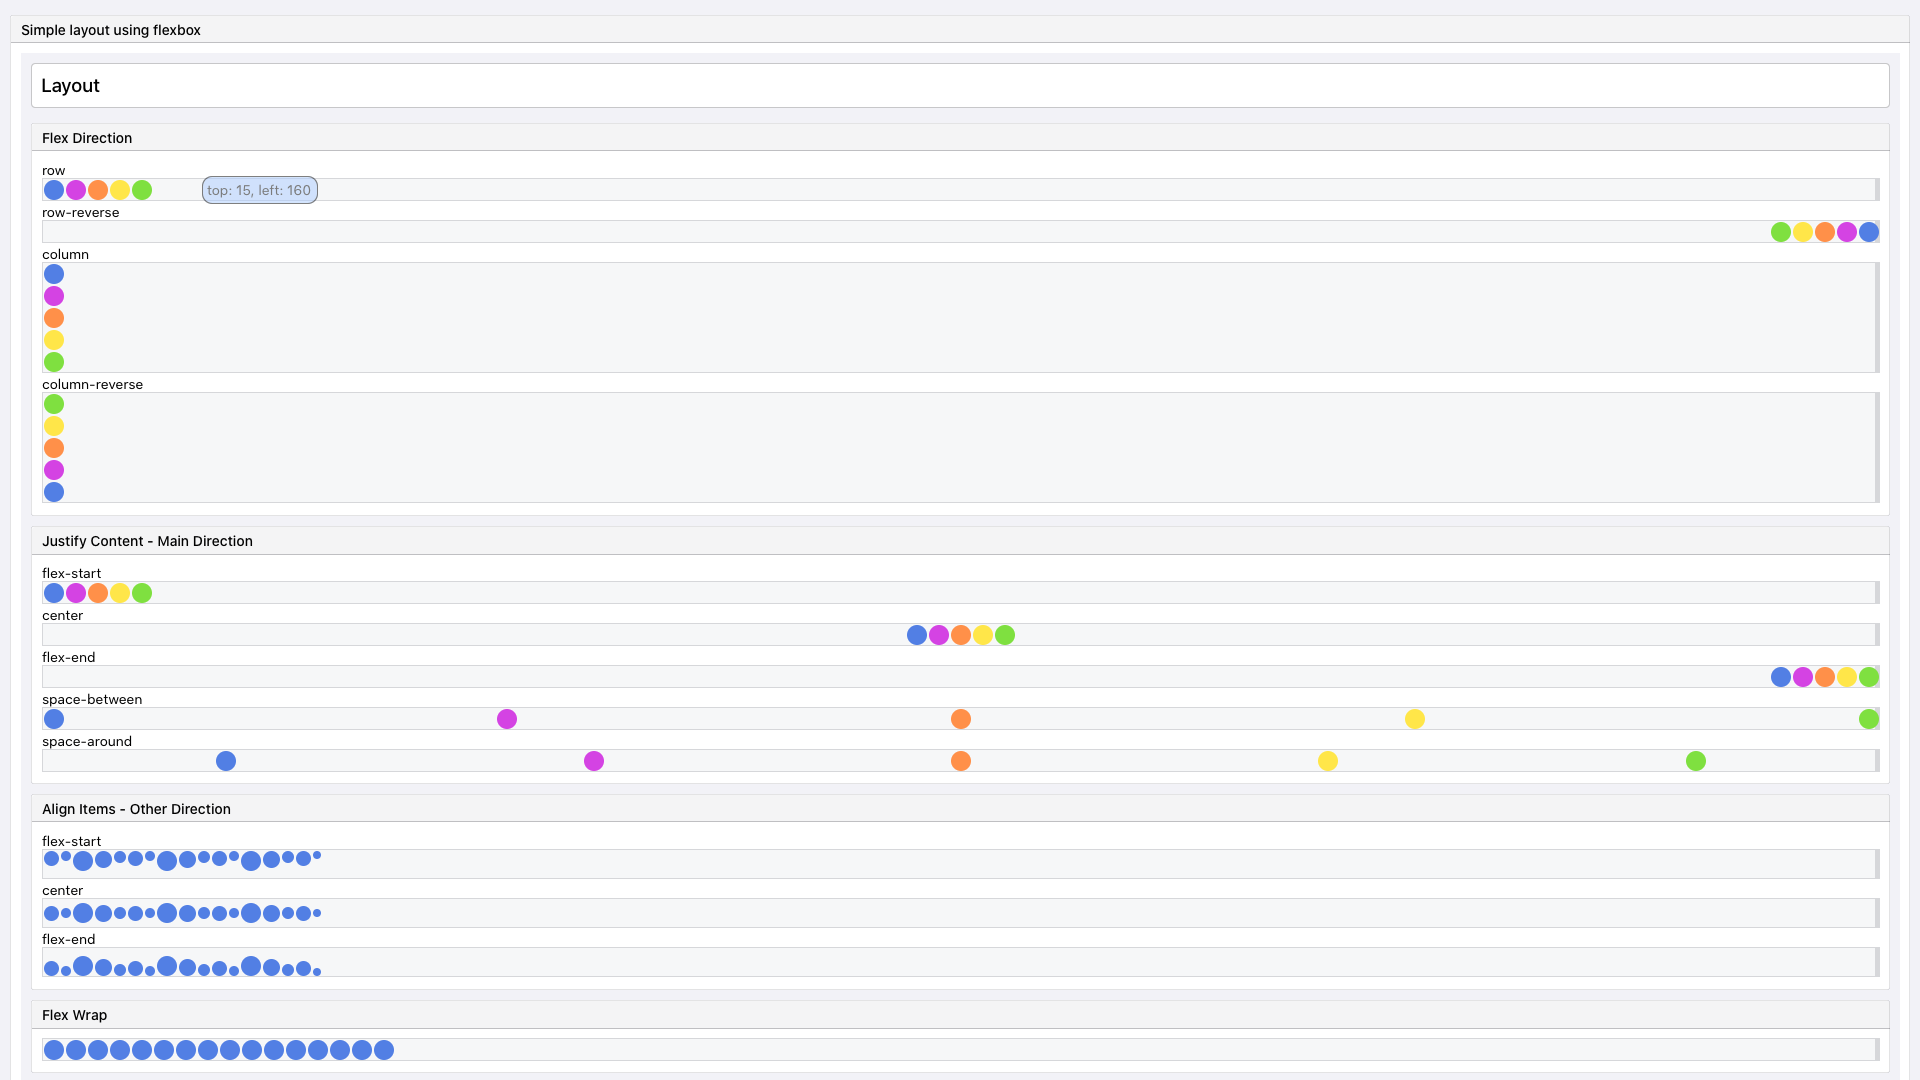 Simple layout using flexbox
Layout
Flex Direction
row
top: 15, left: 160
row-reverse
column
column-reverse
Justify Content - Main Direction
flex-start
center
flex-end
space-between
space-around
Align Items - Other Direction
flex-start
center
flex-end
Flex Wrap